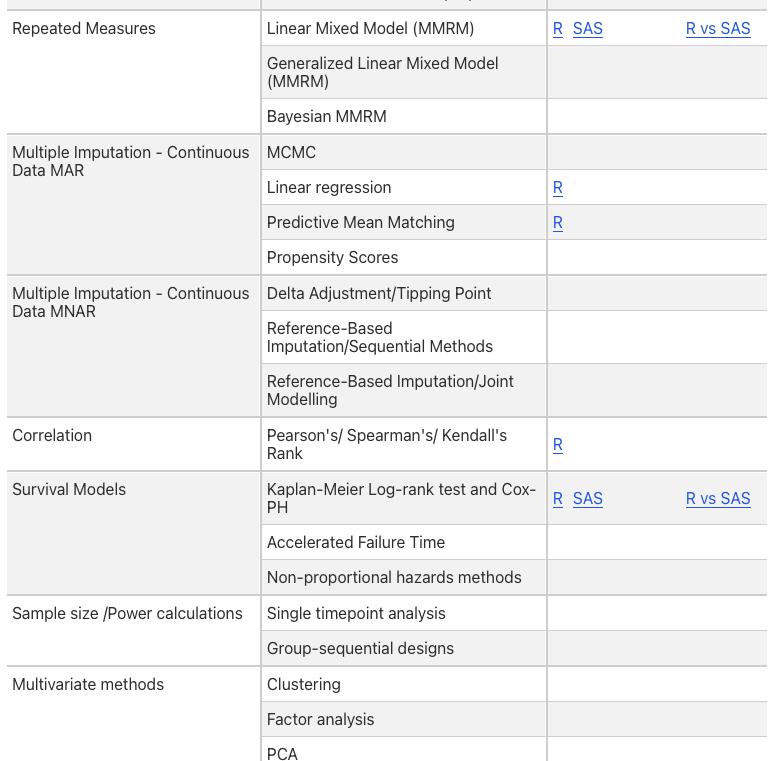 Repeated Measures
Linear Mixed Model (MMRM)
R SAS R vs SAS
Generalized Linear Mixed Model
(MMRM)
Bayesian MMRM
Multiple Imputation - Continuous
Data MAR
MCMC
Linear regression
R
Predictive Mean Matching
R
Propensity Scores
Multiple Imputation - Continuous
Data MNAR
Delta Adjustment/Tipping Point
Reference-Based
Imputation/Sequential Methods
Reference-Based Imputation/Joint
Modelling
Correlation
Pearson's/ Spearman's/ Kendall's
Rank
R
Survival Models
Kaplan-Meier Log-rank test and Cox-
PH
R SAS R vs SAS
Accelerated Failure Time
Non-proportional hazards methods
Sample size /Power calculations
Single timepoint analysis
Group-sequential designs
Multivariate methods
Clustering
Factor analysis
PCA